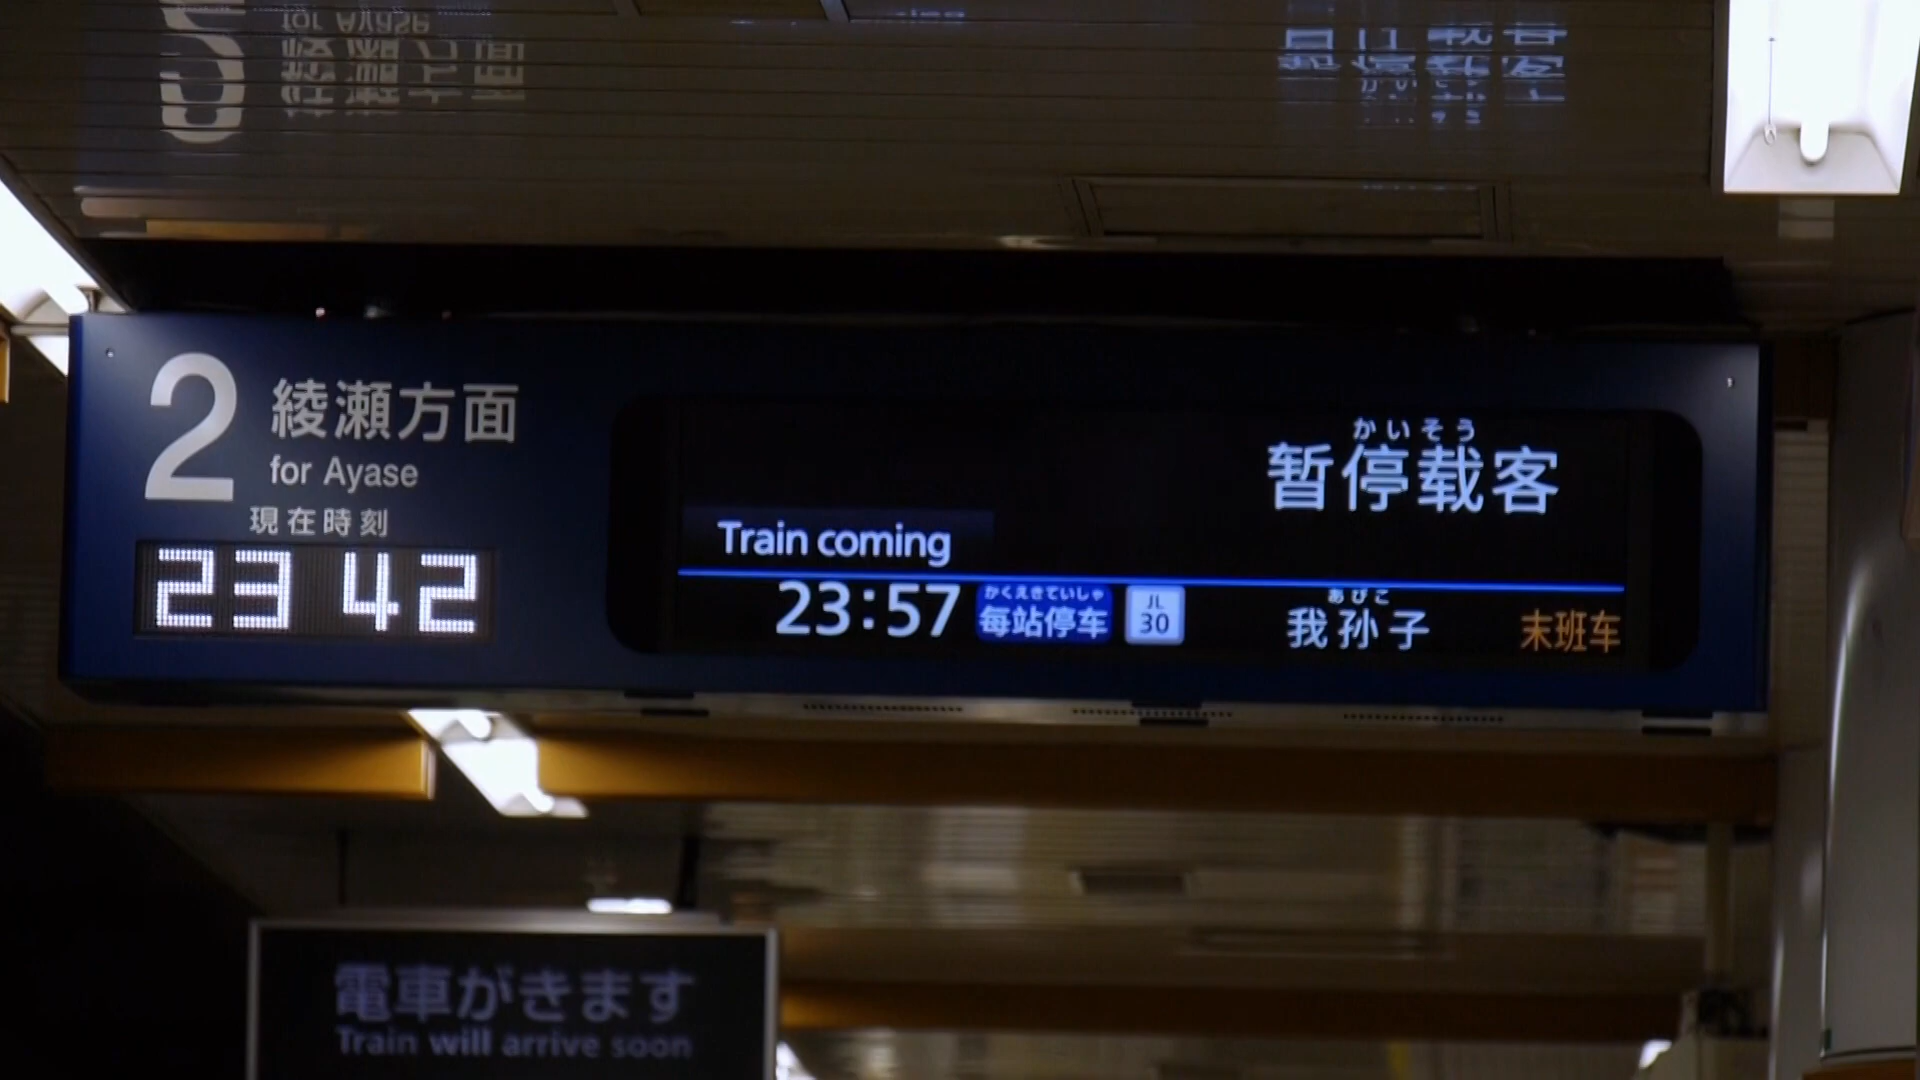 2
綾瀬方面
for Ayase
現在時刻
23 42
かいそう
暂停载客
Train coming
かくえきていしゃ
あびこ
23:57 每站停车 JL 30 我孙子 末班车
電車がきます
Train will arrive soon